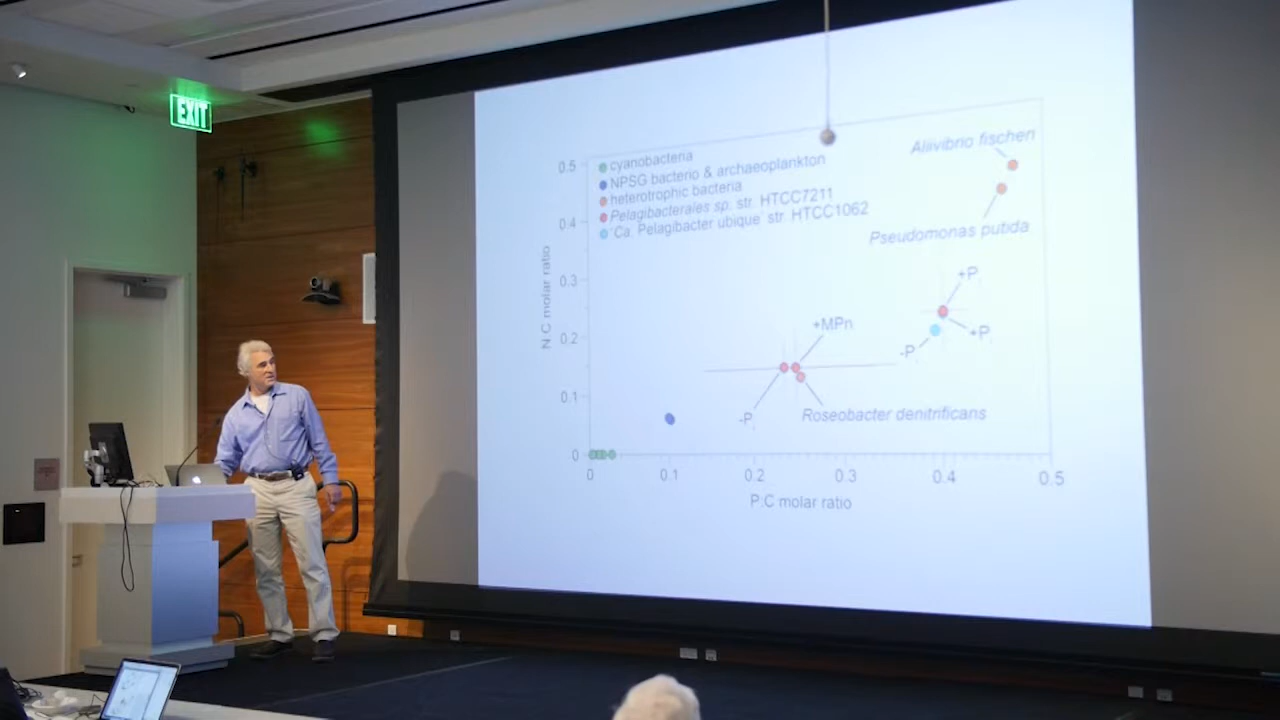 EXIT
0.5
0.4
0.3
0.2
0.1
0
N:C molar ratio
cyanobacteria
NPSG bacterio & archaeoplankton
heterotrophic bacteria
Pelagibacterales sp. str. HTCC7211
'Ca. Pelagibacter ubique' str. HTCC1062
Aliivibrio fischeri
Pseudomonas putida
+Pi
+Pi
-Pi
+MPn
-Pi
Roseobacter denitrificans
0
0.1
0.2
0.3
0.4
0.5
P:C molar ratio